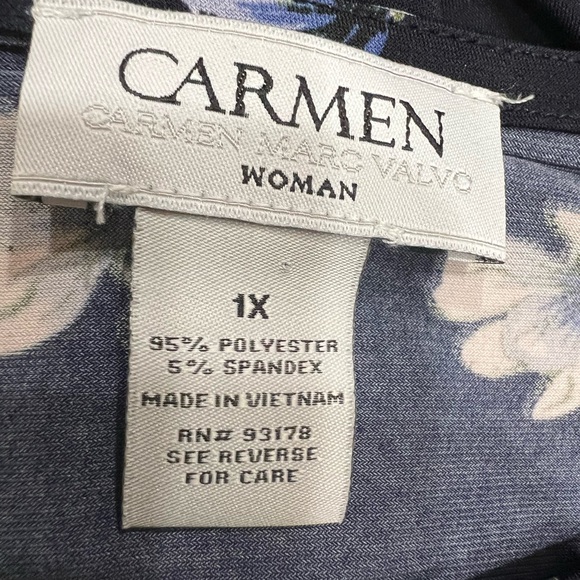 CARMEN
CARMEN MARC VALVO
WOMAN
1X
95% POLYESTER
5% SPANDEX
MADE IN VIETNAM
RN# 93178
SEE REVERSE
FOR CARE